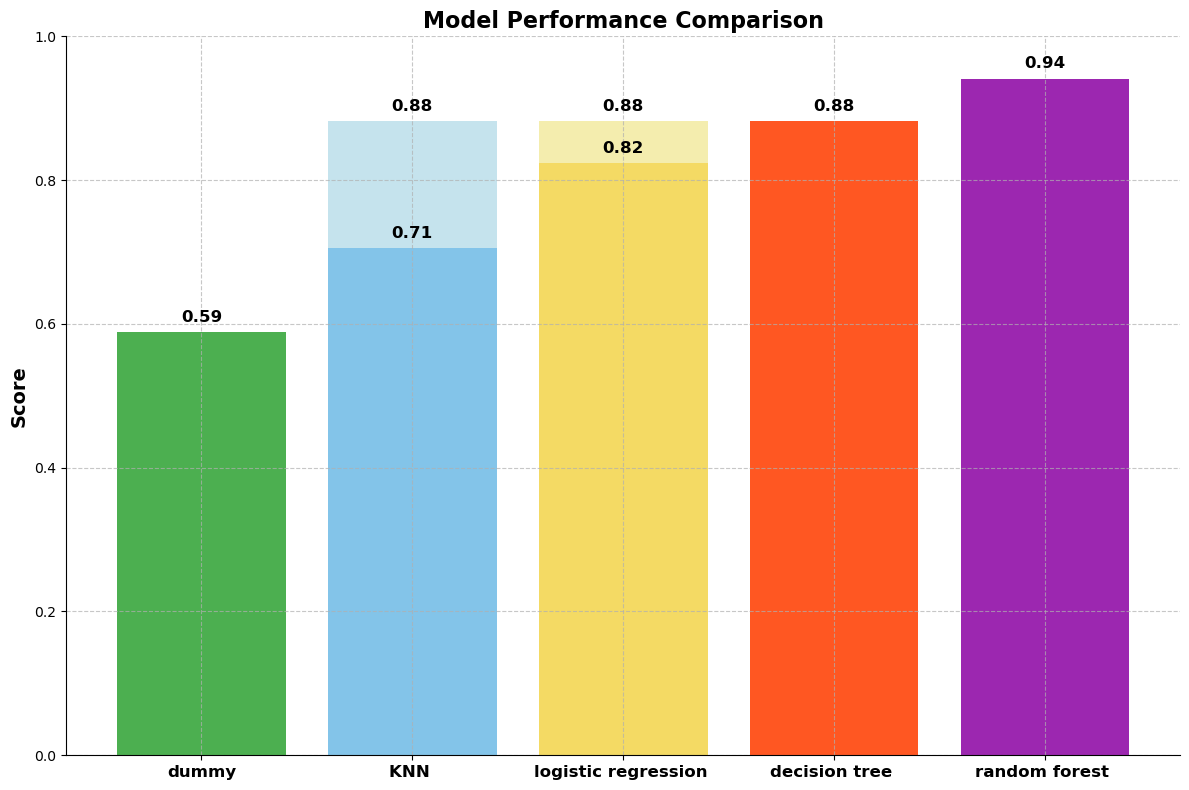 Model Performance Comparison
1.0
0.94
0.88
0.88
0.88
0.82
0.8
0.71
0.6
0.59
Score
0.4
0.2
0.0
dummy
KNN
logistic regression
decision tree
random forest